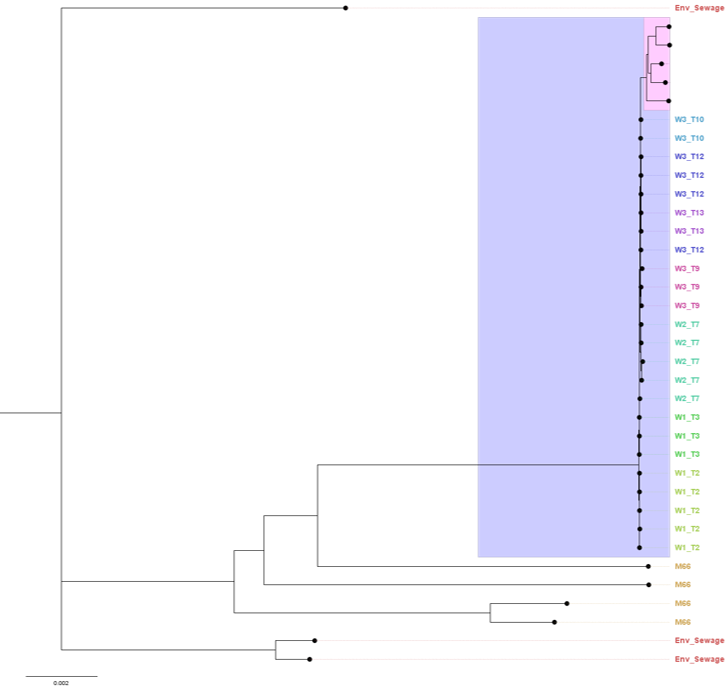 Env_Sewage
W3_T10
W3_T10
W3_T12
W3_T12
W3_T12
W3_T13
W3_T13
W3_T12
W3_T9
W3_T9
W3_T9
W2_T7
W2_T7
W2_T7
W2_T7
W2_T7
W1_T3
W1_T3
W1_T3
W1_T2
W1_T2
W1_T2
W1_T2
W1_T2
M66
M66
M66
M66
Env_Sewage
Env_Sewage
0.002